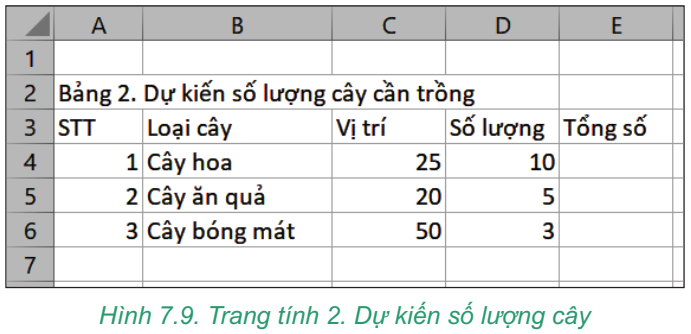 A B C D E
1
2 Bảng 2. Dự kiến số lượng cây cần trồng
3 STT Loại cây Vị trí Số lượng Tổng số
4 1 Cây hoa 25 10
5 2 Cây ăn quả 20 5
6 3 Cây bóng mát 50 3
7
Hình 7.9. Trang tính 2. Dự kiến số lượng cây